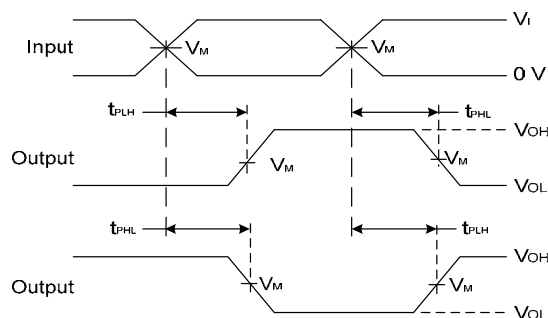 VI
Input VM VM
0 V
tPLH tPHL
VOH
Output VM VM
VOL
tPHL tPLH
VOH
VM VM
Output
VOL